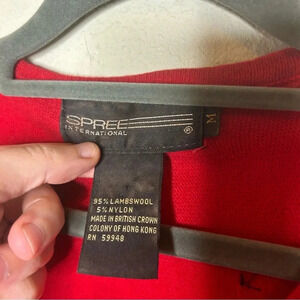 SPREE
INTERNATIONAL
®
M
95% LAMBSWOOL
5% NYLON
MADE IN BRITISH CROWN
COLONY OF HONG KONG
RN 59948